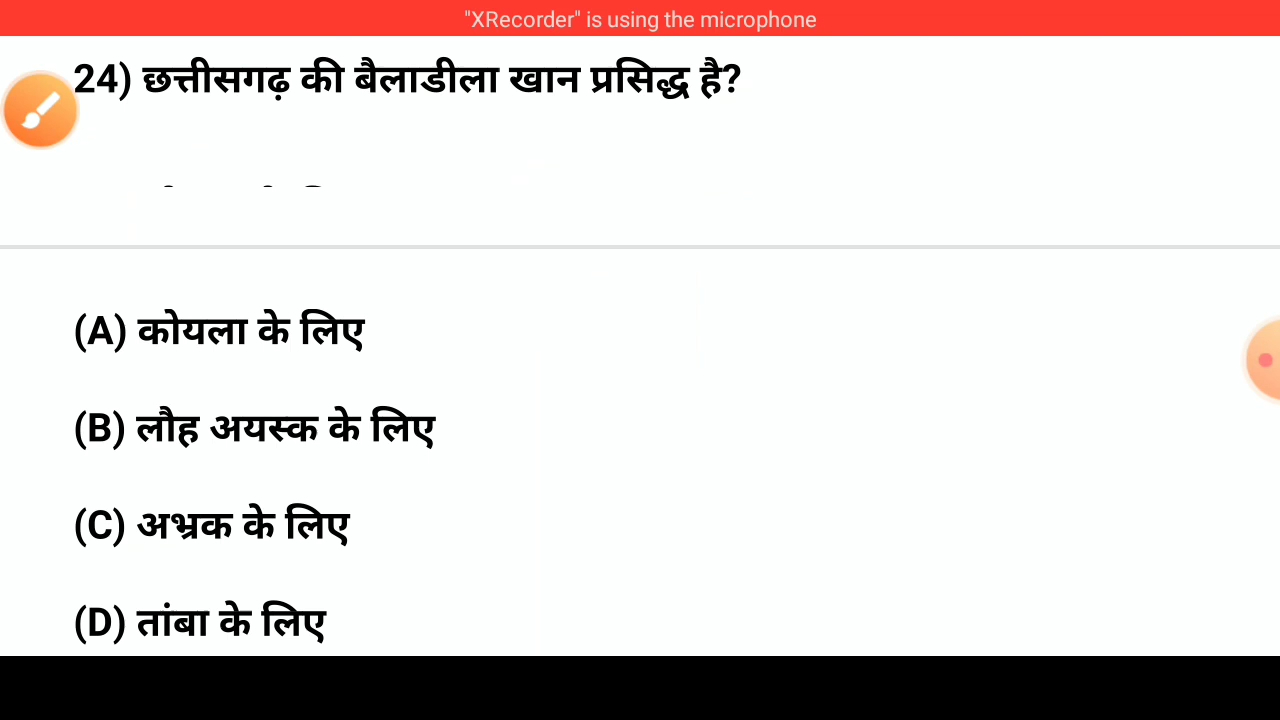 "XRecorder" is using the microphone
24) छत्तीसगढ़ की बैलाडीला खान प्रसिद्ध है?
(A) कोयला के लिए
(B) लौह अयस्क के लिए
(C) अभ्रक के लिए
(D) तांबा के लिए